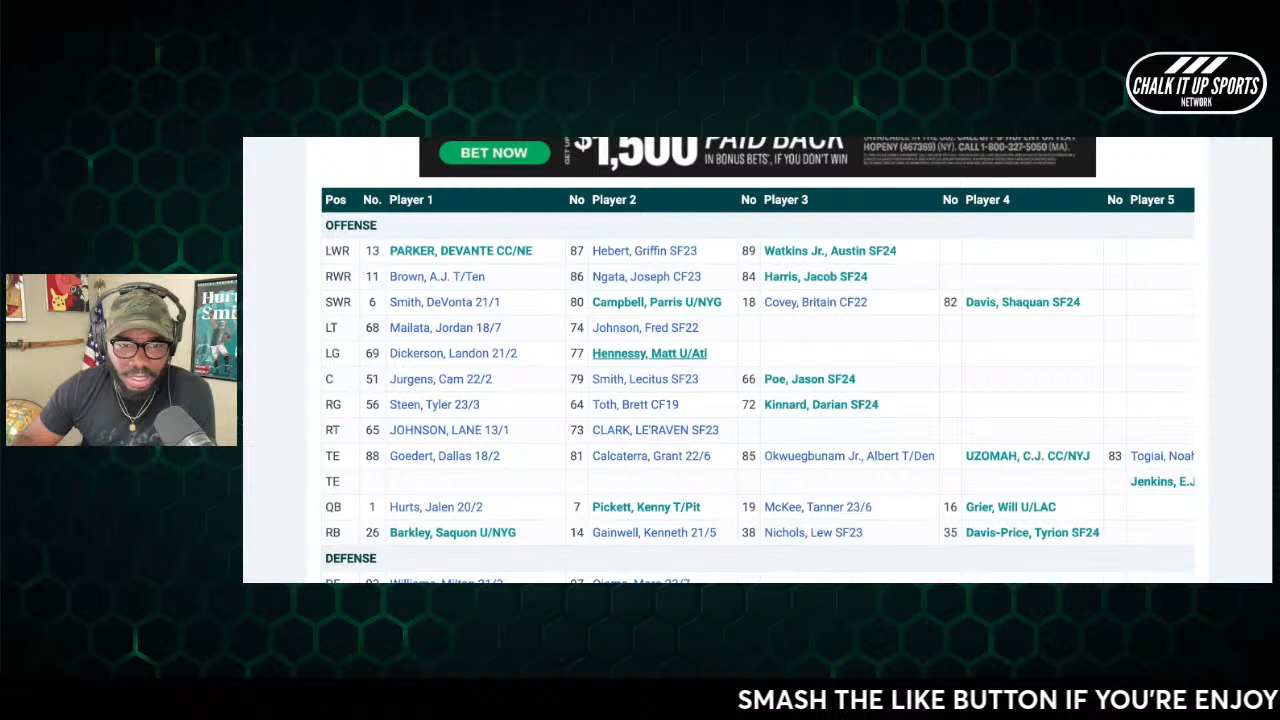 CHALK IT UP SPORTS
NETWORK
BET NOW
$1,500 PAID BACK
IN BONUS BETS', IF YOU DON'T WIN
HOPENY (467369) (NY). CALL 1-800-327-5050 (MA).
Pos No. Player 1 No Player 2 No Player 3 No Player 4 No Player 5
OFFENSE
LWR 13 PARKER, DEVANTE CC/NE 87 Hebert, Griffin SF23 89 Watkins Jr., Austin SF24
RWR 11 Brown, A.J. T/Ten 86 Ngata, Joseph CF23 84 Harris, Jacob SF24
SWR 6 Smith, DeVonta 21/1 80 Campbell, Parris U/NYG 18 Covey, Britain CF22 82 Davis, Shaquan SF24
LT 68 Mailata, Jordan 18/7 74 Johnson, Fred SF22
LG 69 Dickerson, Landon 21/2 77 Hennessy, Matt U/Atl
C 51 Jurgens, Cam 22/2 79 Smith, Lecitus SF23 66 Poe, Jason SF24
RG 56 Steen, Tyler 23/3 64 Toth, Brett CF19 72 Kinnard, Darian SF24
RT 65 JOHNSON, LANE 13/1 73 CLARK, LE'RAVEN SF23
TE 88 Goedert, Dallas 18/2 81 Calcaterra, Grant 22/6 85 Okwuegbunam Jr., Albert T/Den UZOMAH, C.J. CC/NYJ 83 Togiai, Noah
TE Jenkins, E.J
QB 1 Hurts, Jalen 20/2 7 Pickett, Kenny T/Pit 19 McKee, Tanner 23/6 16 Grier, Will U/LAC
RB 26 Barkley, Saquon U/NYG 14 Gainwell, Kenneth 21/5 38 Nichols, Lew SF23 35 Davis-Price, Tyrion SF24
DEFENSE
SMASH THE LIKE BUTTON IF YOU'RE ENJOY